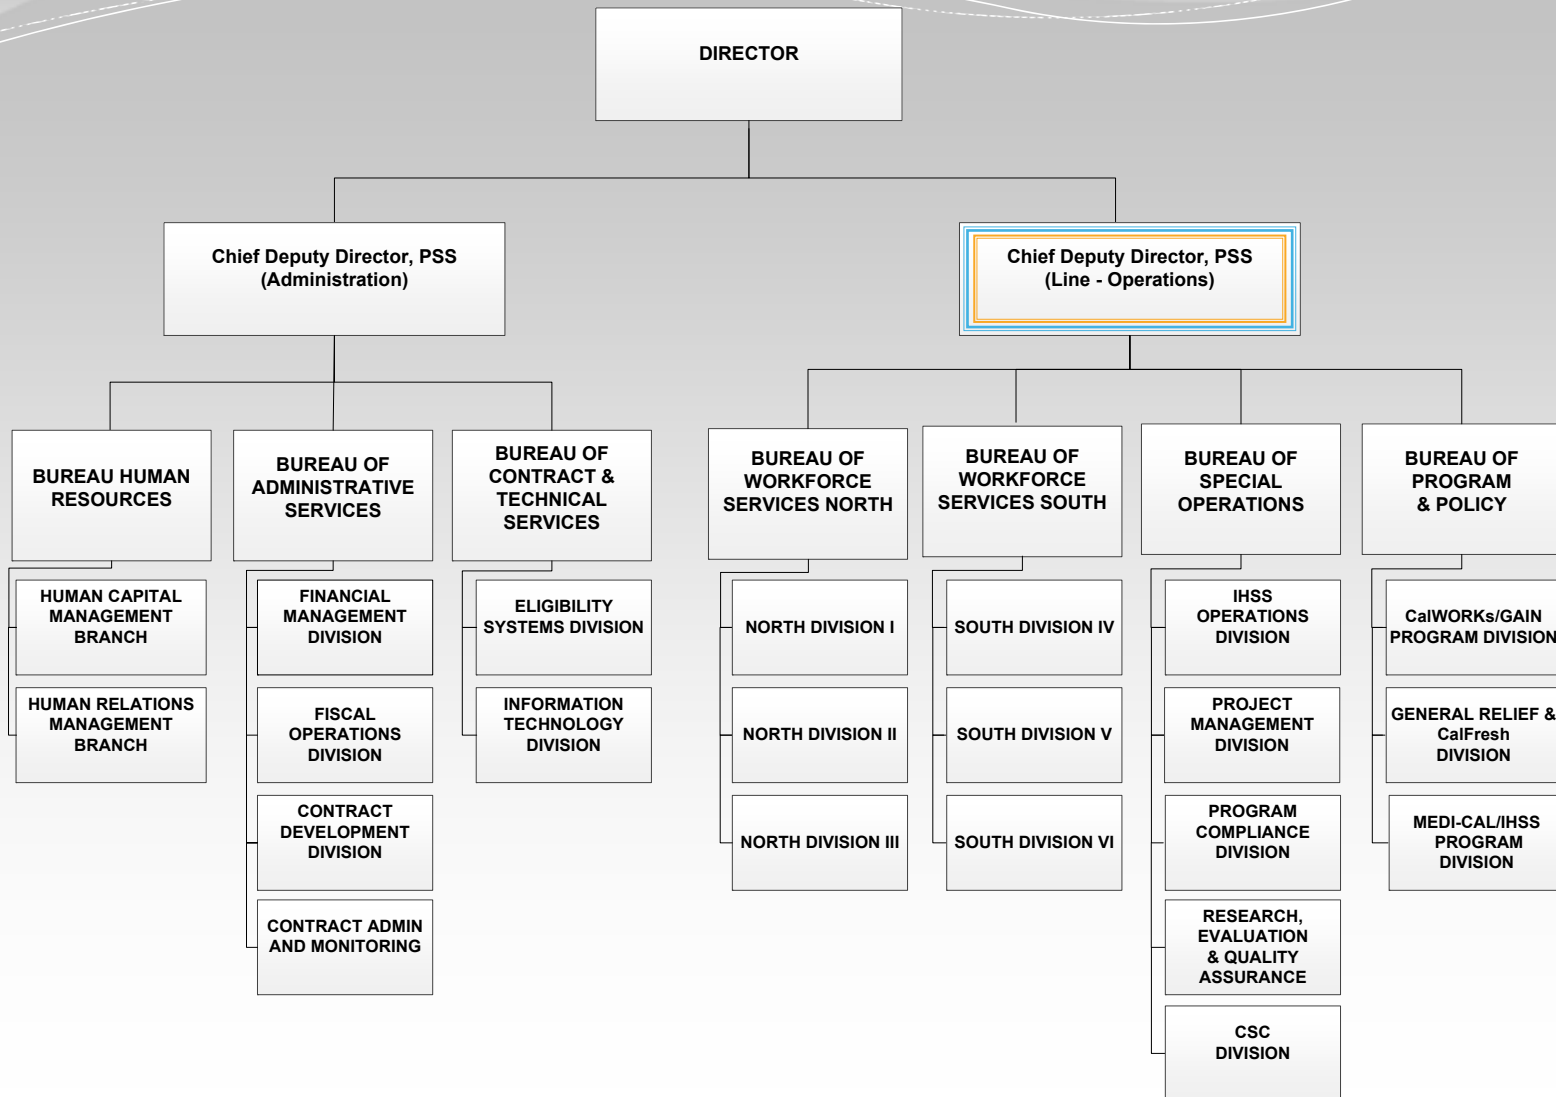 DIRECTOR
Chief Deputy Director, PSS
(Administration)
Chief Deputy Director, PSS
(Line - Operations)
BUREAU HUMAN
RESOURCES
BUREAU OF
ADMINISTRATIVE
SERVICES
BUREAU OF
CONTRACT &
TECHNICAL
SERVICES
BUREAU OF
WORKFORCE
SERVICES NORTH
BUREAU OF
WORKFORCE
SERVICES SOUTH
BUREAU OF
SPECIAL
OPERATIONS
BUREAU OF
PROGRAM
& POLICY
HUMAN CAPITAL
MANAGEMENT
BRANCH
HUMAN RELATIONS
MANAGEMENT
BRANCH
FINANCIAL
MANAGEMENT
DIVISION
FISCAL
OPERATIONS
DIVISION
CONTRACT
DEVELOPMENT
DIVISION
CONTRACT ADMIN
AND MONITORING
ELIGIBILITY
SYSTEMS DIVISION
INFORMATION
TECHNOLOGY
DIVISION
NORTH DIVISION I
NORTH DIVISION II
NORTH DIVISION III
SOUTH DIVISION IV
SOUTH DIVISION V
SOUTH DIVISION VI
IHSS
OPERATIONS
DIVISION
PROJECT
MANAGEMENT
DIVISION
PROGRAM
COMPLIANCE
DIVISION
RESEARCH,
EVALUATION
& QUALITY
ASSURANCE
CSC
DIVISION
CalWORKs/GAIN
PROGRAM DIVISION
GENERAL RELIEF &
CalFresh
DIVISION
MEDI-CAL/IHSS
PROGRAM
DIVISION